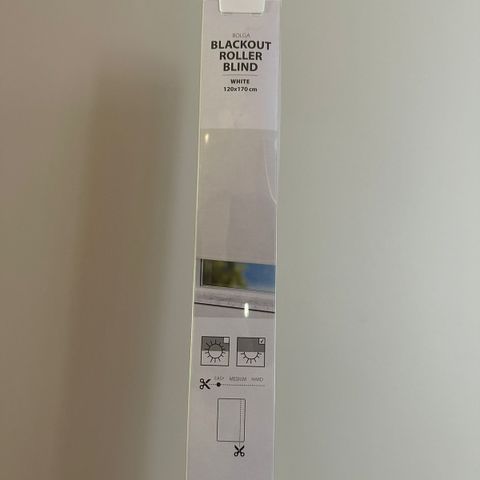 BOLGA
BLACKOUT
ROLLER
BLIND
WHITE
120x170 cm
EASY MEDIUM HARD